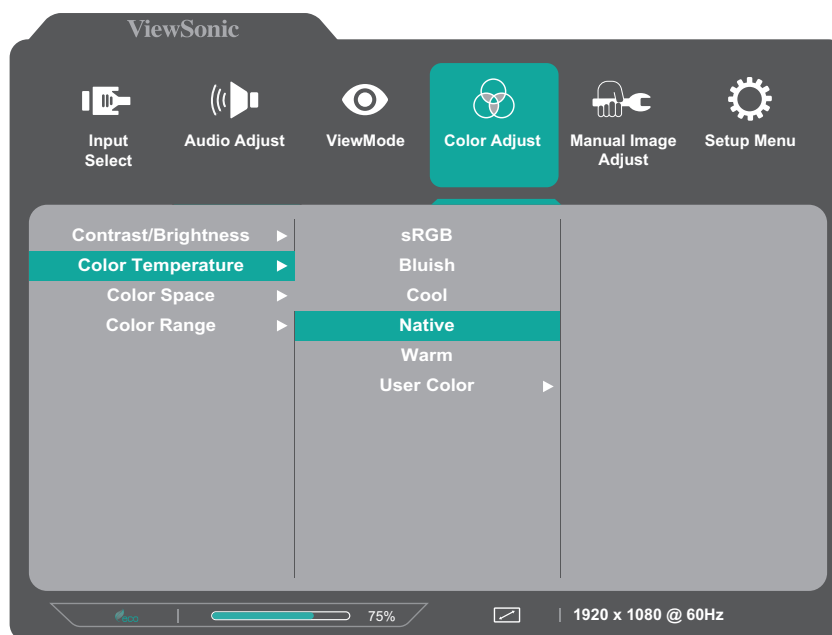 ViewSonic
Input
Select
Audio Adjust
ViewMode
Color Adjust
Manual Image
Adjust
Setup Menu
Contrast/Brightness
Color Temperature
Color Space
Color Range
sRGB
Bluish
Cool
Native
Warm
User Color
eco
75%
1920 x 1080 @ 60Hz